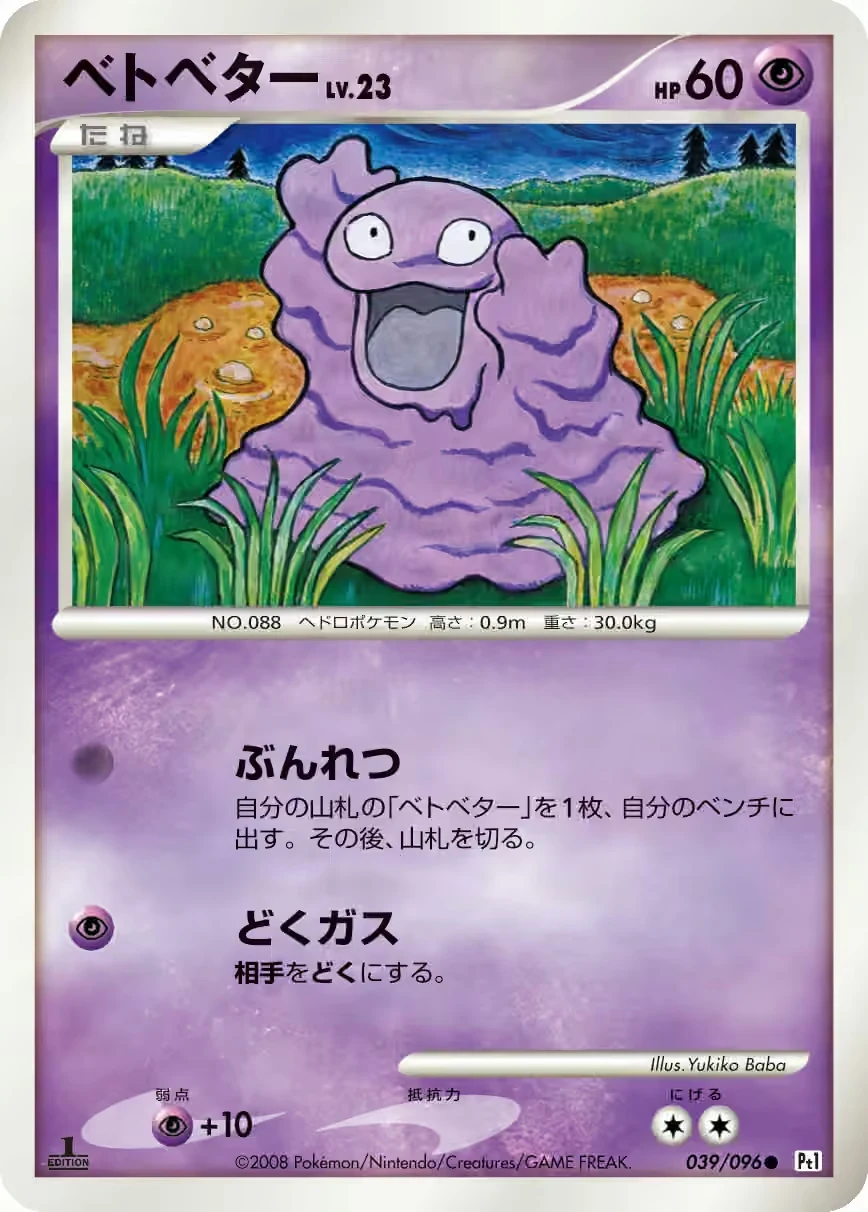 ベトベター LV.23 HP60
たね
NO.088 ヘドロポケモン 高さ:0.9m 重さ:30.0kg
ぶんれつ
自分の山札の「ベトベター」を1枚、自分のベンチに
出す。その後、山札を切る。
どくガス
相手をどくにする。
Illus.Yukiko Baba
弱点 抵抗力 にげる
+10
1
EDITION
©2008 Pokémon/Nintendo/Creatures/GAME FREAK.
039/096 Pt1